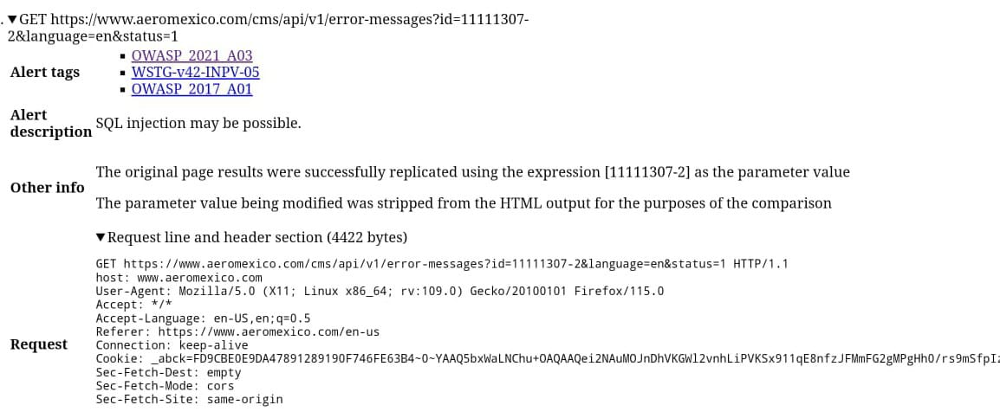 . ▼GET https://www.aeromexico.com/cms/api/v1/error-messages?id=11111307-
2&language=en&status=1
▪ OWASP_2021_A03
Alert tags
▪ WSTG-v42-INPV-05
▪ OWASP_2017_A01
Alert
description
SQL injection may be possible.
The original page results were successfully replicated using the expression [11111307-2] as the parameter value
Other info
The parameter value being modified was stripped from the HTML output for the purposes of the comparison
▼Request line and header section (4422 bytes)
GET https://www.aeromexico.com/cms/api/v1/error-messages?id=11111307-2&language=en&status=1 HTTP/1.1
host: www.aeromexico.com
User-Agent: Mozilla/5.0 (X11; Linux x86_64; rv:109.0) Gecko/20100101 Firefox/115.0
Accept: */*
Accept-Language: en-US,en;q=0.5
Referer: https://www.aeromexico.com/en-us
Request
Connection: keep-alive
Cookie: _abck=FD9CBE0E9DA47891289190F746FE63B4~0~YAAQ5bxWaLNChu+OAQAAQei2NAuMOJnDhVKGWl2vnhLiPVKSx911qE8nfzJFMmFG2gMPgHh0/rs9mSfpIz
Sec-Fetch-Dest: empty
Sec-Fetch-Mode: cors
Sec-Fetch-Site: same-origin